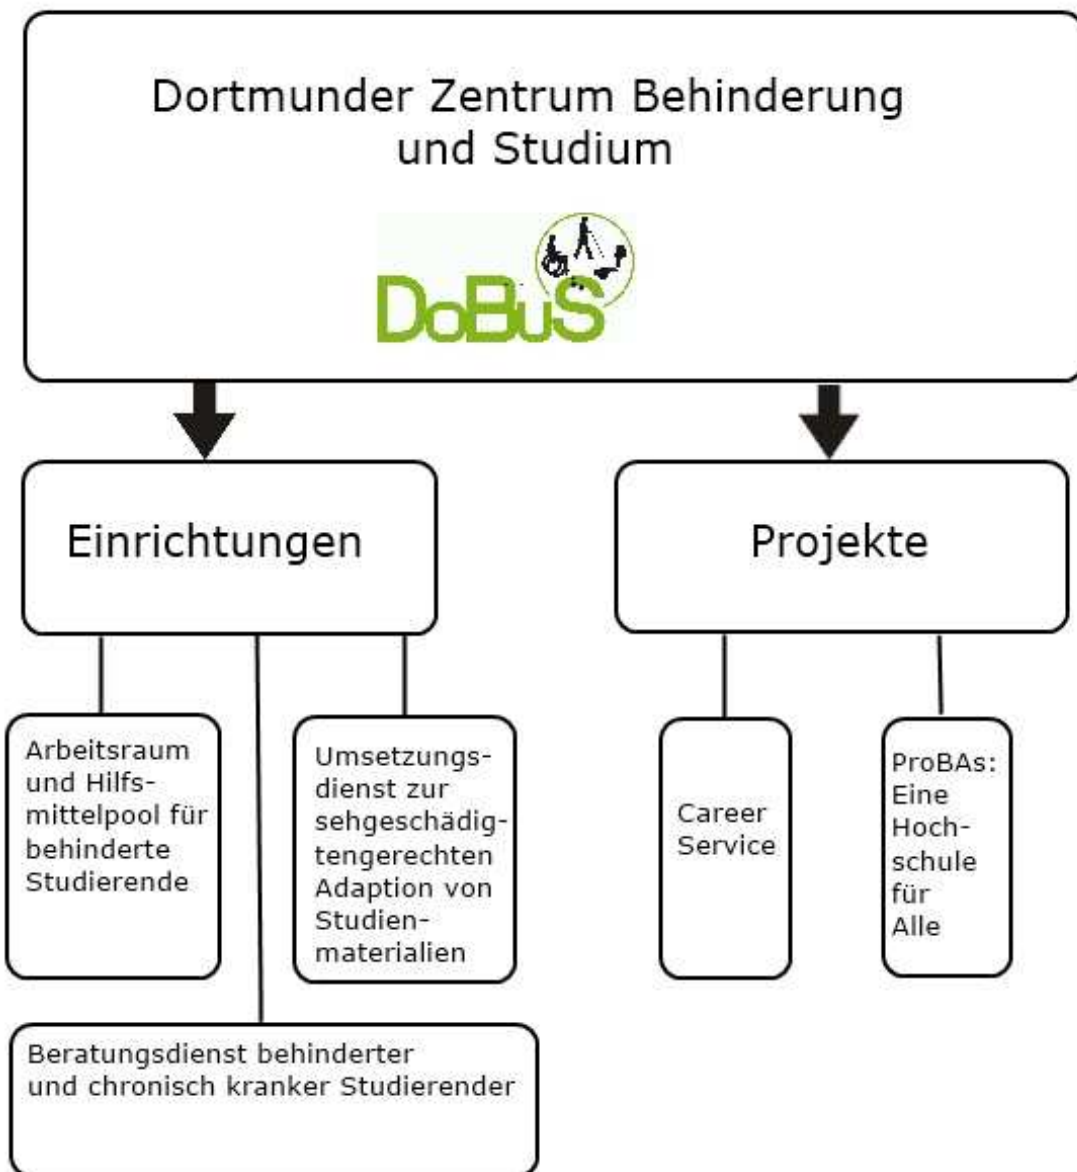 Dortmunder Zentrum Behinderung
und Studium
DoBuS
Einrichtungen
Projekte
Arbeitsraum
und Hilfs-
mittelpool für
behinderte
Studierende
Umsetzungs-
dienst zur
sehgeschädig-
tengerechten
Adaption von
Studien-
materialien
Career
Service
ProBAs:
Eine
Hoch-
schule
für
Alle
Beratungsdienst behinderter
und chronisch kranker Studierender